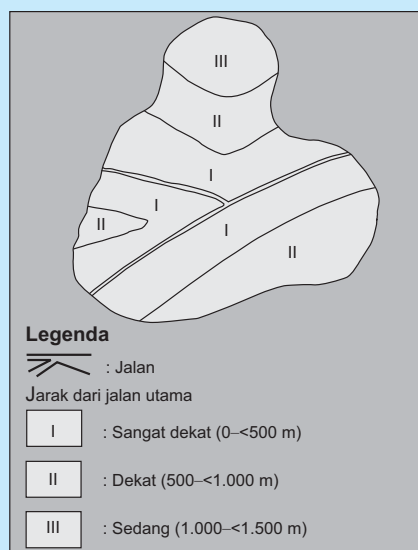 III
II
I
I
II
I
II
Legenda
: Jalan
Jarak dari jalan utama
I : Sangat dekat (0–<500 m)
II : Dekat (500–<1.000 m)
III : Sedang (1.000–<1.500 m)